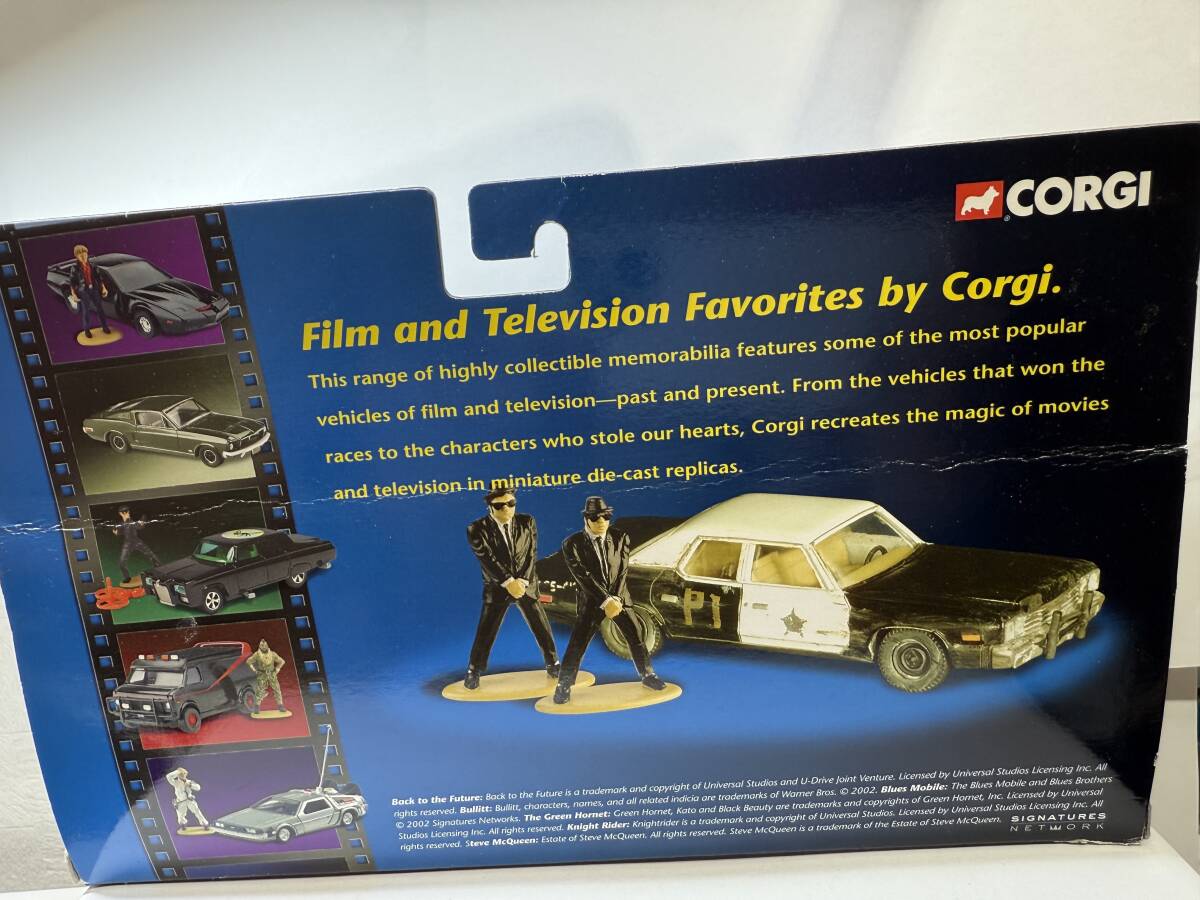 CORGI
Film and Television Favorites by Corgi.
This range of highly collectible memorabilia features some of the most popular
vehicles of film and television—past and present. From the vehicles that won the
races to the characters who stole our hearts, Corgi recreates the magic of movies
and television in miniature die-cast replicas.
P1
Back to the Future: Back to the Future is a trademark and copyright of Universal Studios and U-Drive Joint Venture. Licensed by Universal Studios Licensing Inc. All
rights reserved. Bullitt: Bullitt, characters, names, and all related indicia are trademarks of Warner Bros. © 2002. Blues Mobile: The Blues Mobile and Blues Brothers
© 2002 Signatures Networks. The Green Hornet: Green Hornet, Kato and Black Beauty are trademarks and copyrights of Green Hornet, Inc. Licensed by Universal
Studios Licensing Inc. All rights reserved. Knight Rider: Knightrider is a trademark and copyright of Universal Studios. Licensed by Universal Studios Licensing Inc. All
rights reserved. Steve McQueen: Estate of Steve McQueen. All rights reserved. Steve McQueen is a trademark of the Estate of Steve McQueen.
SIGNATURES
NETWORK